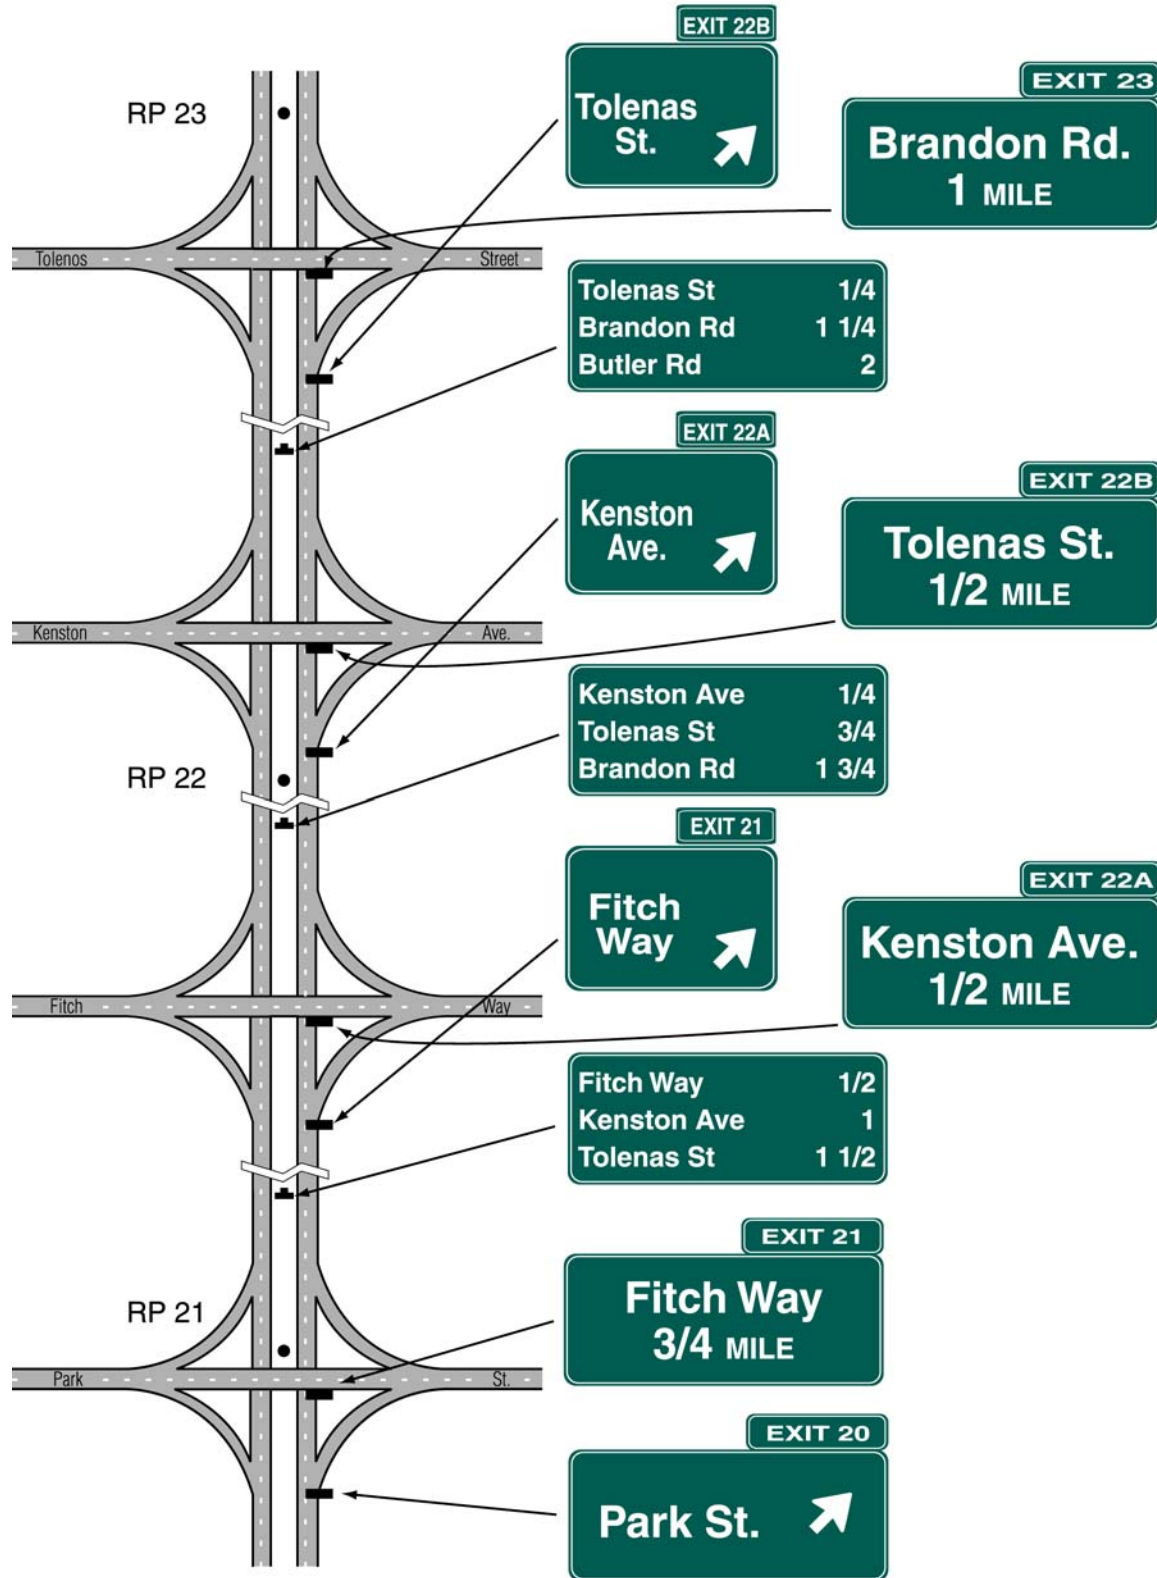 EXIT 22B
Tolenas
St.
EXIT 23
Brandon Rd.
1 MILE
RP 23
Tolenos Street
Tolenas St 1/4
Brandon Rd 1 1/4
Butler Rd 2
EXIT 22A
Kenston
Ave.
EXIT 22B
Tolenas St.
1/2 MILE
Kenston Ave.
Kenston Ave 1/4
Tolenas St 3/4
Brandon Rd 1 3/4
RP 22
EXIT 21
Fitch
Way
EXIT 22A
Kenston Ave.
1/2 MILE
Fitch Way
Fitch Way 1/2
Kenston Ave 1
Tolenas St 1 1/2
EXIT 21
Fitch Way
3/4 MILE
RP 21
Park St.
EXIT 20
Park St.